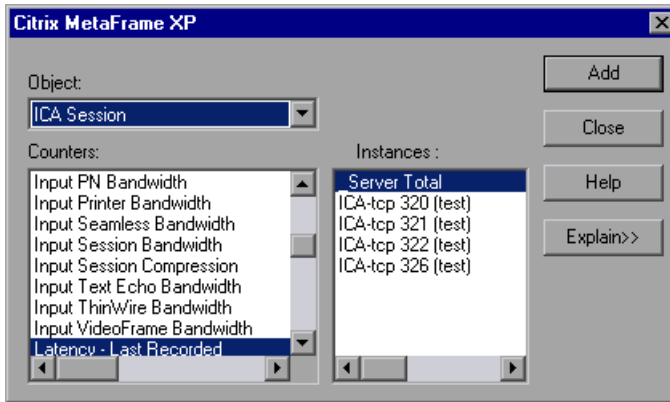 Citrix MetaFrame XP
Object:
ICA Session
Counters:
Input PN Bandwidth
Input Printer Bandwidth
Input Seamless Bandwidth
Input Session Bandwidth
Input Session Compression
Input Text Echo Bandwidth
Input ThinWire Bandwidth
Input VideoFrame Bandwidth
Latency - Last Recorded
Instances :
_Server Total
ICA-tcp 320 (test)
ICA-tcp 321 (test)
ICA-tcp 322 (test)
ICA-tcp 326 (test)
Add
Close
Help
Explain>>